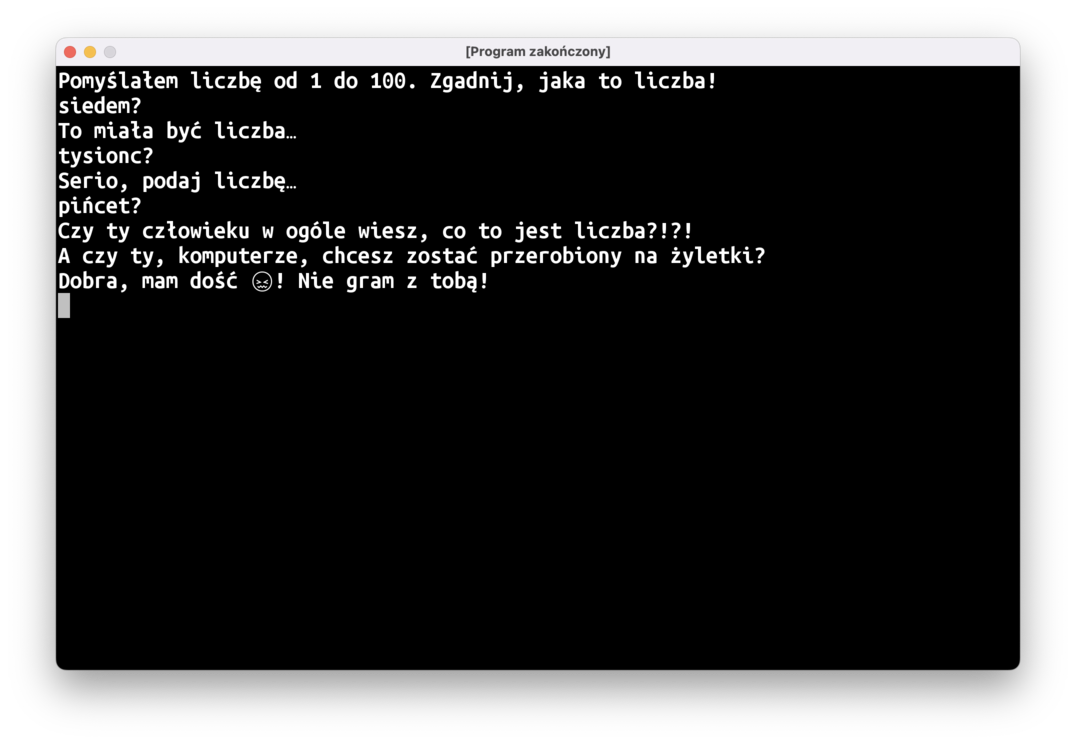 [Program zakończony]
Pomyślałem liczbę od 1 do 100. Zgadnij, jaka to liczba!
siedem?
To miała być liczba…
tysionc?
Serio, podaj liczbę…
pińcet?
Czy ty człowieku w ogóle wiesz, co to jest liczba?!?!
A czy ty, komputerze, chcesz zostać przerobiony na żyletki?
Dobra, mam dość 😖! Nie gram z tobą!